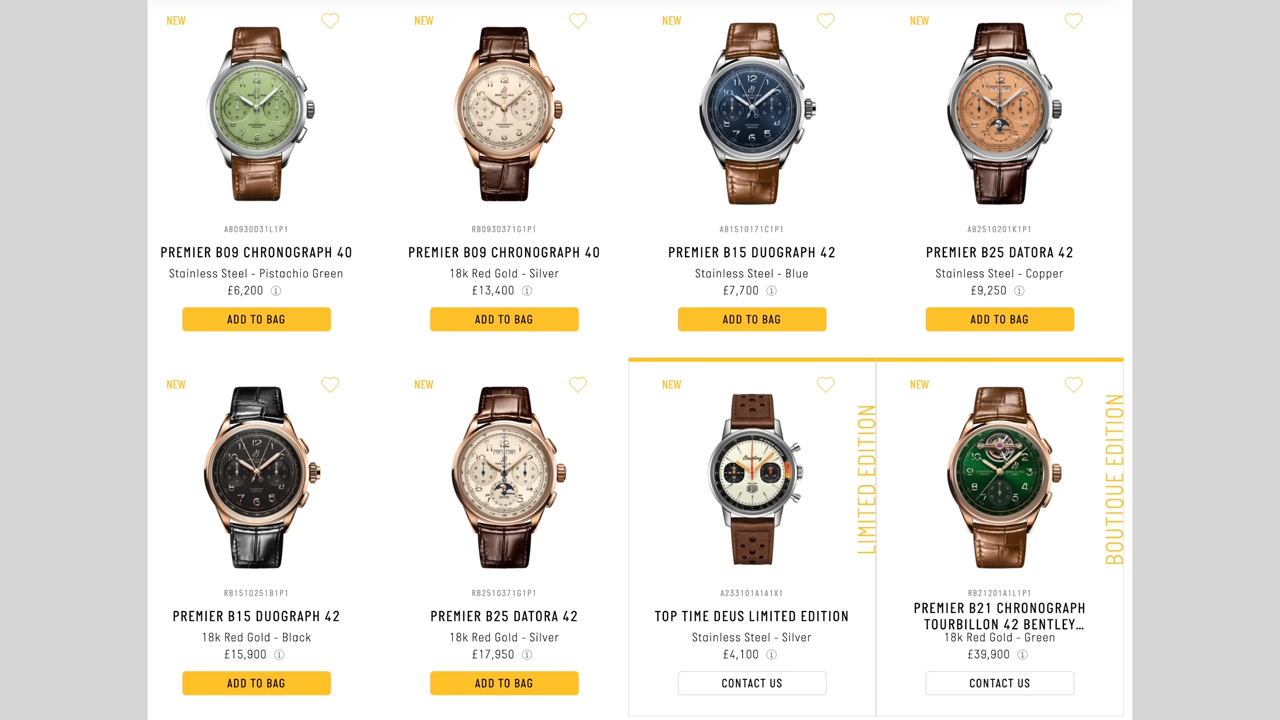 NEW
NEW
NEW
NEW
AB0930D31L1P1
RB0930371G1P1
AB1510171C1P1
AB2510201K1P1
PREMIER B09 CHRONOGRAPH 40
PREMIER B09 CHRONOGRAPH 40
PREMIER B15 DUOGRAPH 42
PREMIER B25 DATORA 42
Stainless Steel - Pistachio Green
18k Red Gold - Silver
Stainless Steel - Blue
Stainless Steel - Copper
£6,200
£13,400
£7,700
£9,250
ADD TO BAG
ADD TO BAG
ADD TO BAG
ADD TO BAG
NEW
NEW
NEW
NEW
LIMITED EDITION
BOUTIQUE EDITION
Breitling
RB1510251B1P1
RB2510371G1P1
A233101A1A1X1
RB21201A1L1P1
PREMIER B15 DUOGRAPH 42
PREMIER B25 DATORA 42
TOP TIME DEUS LIMITED EDITION
PREMIER B21 CHRONOGRAPH
TOURBILLON 42 BENTLEY…
18k Red Gold - Black
18k Red Gold - Silver
Stainless Steel - Silver
18k Red Gold - Green
£15,900
£17,950
£4,100
£39,900
ADD TO BAG
ADD TO BAG
CONTACT US
CONTACT US